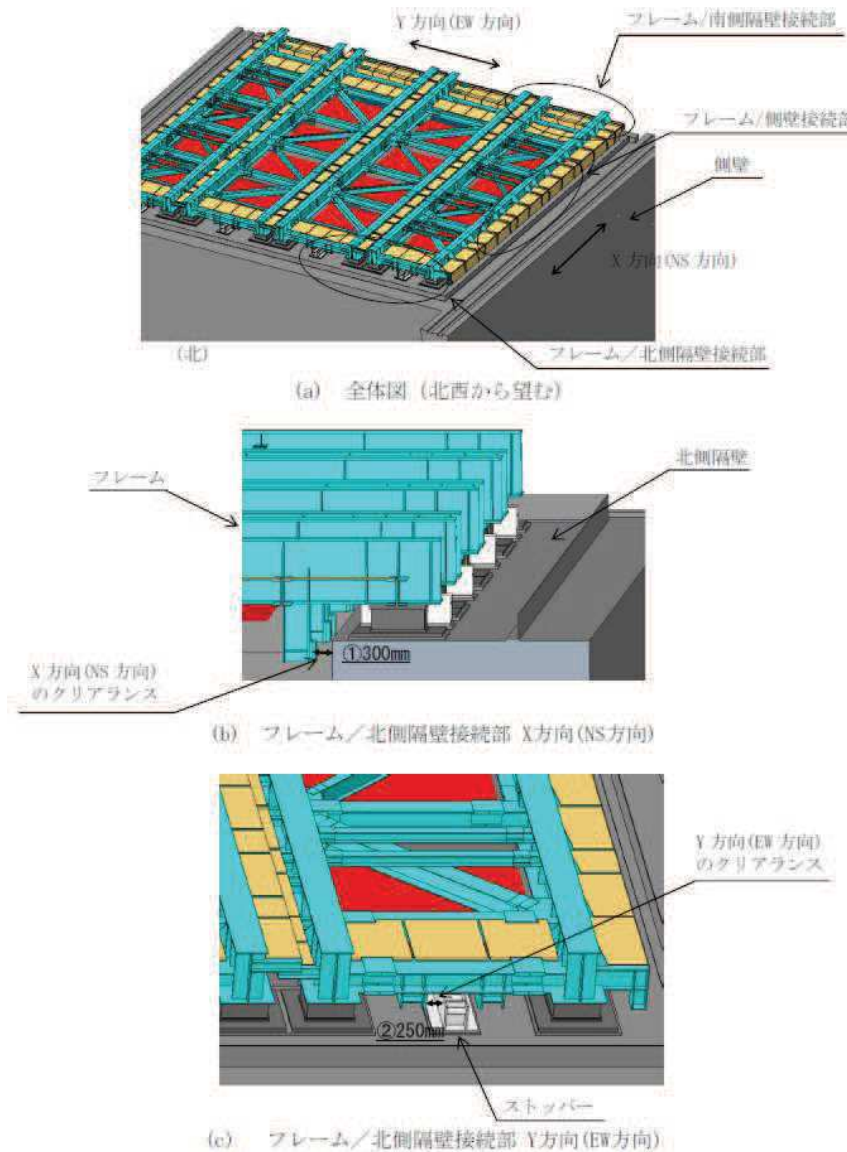 Y 方向(EW 方向)
フレーム/南側隔壁接続部
フレーム/側壁接続部
側壁
X 方向(NS 方向)
(北)
フレーム／北側隔壁接続部
(a) 全体図 (北西から望む)
フレーム
北側隔壁
①300mm
X 方向(NS 方向)
のクリアランス
(b) フレーム／北側隔壁接続部 X方向(NS方向)
Y 方向(EW 方向)
のクリアランス
②250mm
ストッパー
(c) フレーム／北側隔壁接続部 Y方向(EW方向)